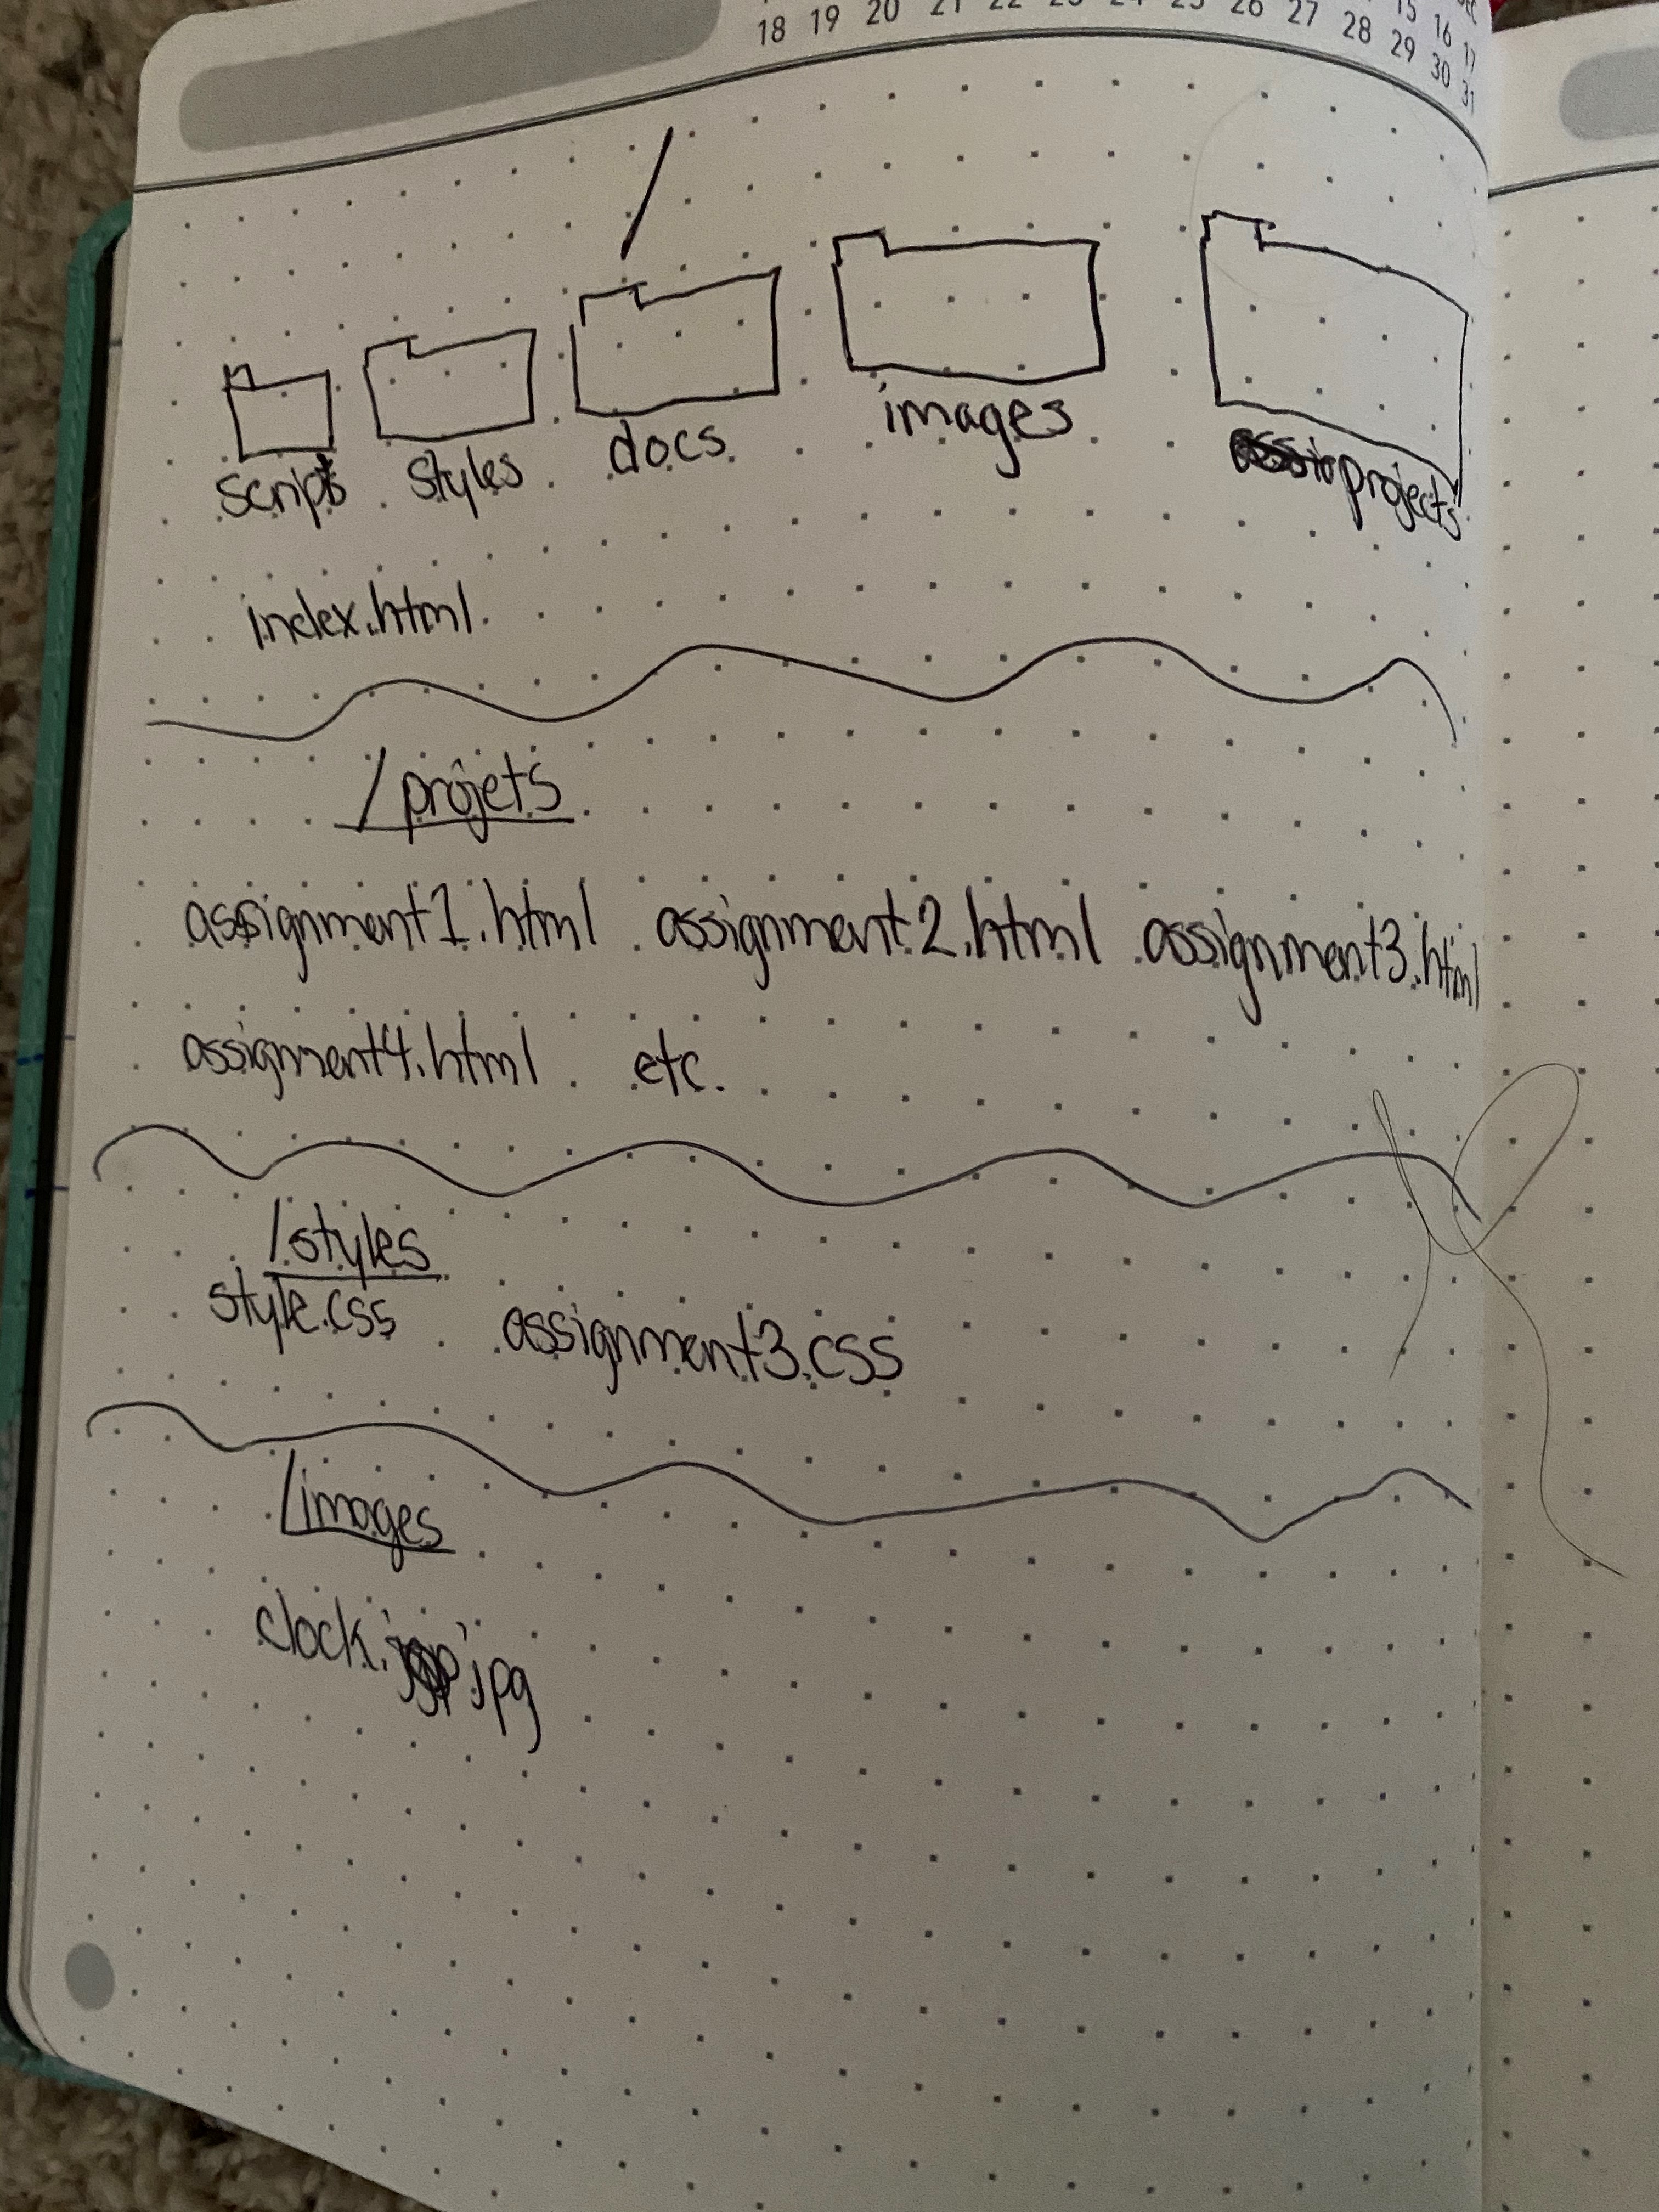 18 19 20 21 22 23 24 25 26 27 28 29 30 31
15 16 17
/
scripts styles docs images projects
index.html
/projets
assignment1.html assignment2.html assignment3.html
assignment4.html etc.
/styles
style.css assignment3.css
/images
clock.jpg